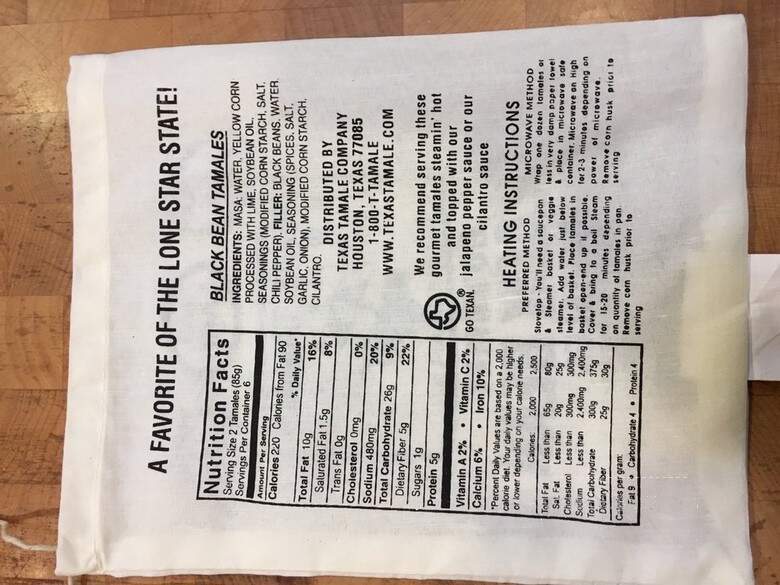 A FAVORITE OF THE LONE STAR STATE!
Nutrition Facts
Serving Size 2 Tamales (85g)
Servings Per Container 6
Amount Per Serving
Calories 220 Calories from Fat 90
% Daily Value*
Total Fat 10g 16%
Saturated Fat 1.5g 8%
Trans Fat 0g
Cholesterol 0mg 0%
Sodium 480mg 20%
Total Carbohydrate 26g 9%
Dietary Fiber 5g 22%
Sugars 1g
Protein 5g
Vitamin A 2% • Vitamin C 2%
Calcium 6% • Iron 10%
*Percent Daily Values are based on a 2,000
calorie diet. Your daily values may be higher
or lower depending on your calorie needs.
Calories: 2,000 2,500
Total Fat Less than 65g 80g
Sat. Fat Less than 20g 25g
Cholesterol Less than 300mg 300mg
Sodium Less than 2,400mg 2,400mg
Total Carbohydrate 300g 375g
Dietary Fiber 25g 30g
Calories per gram:
Fat 9 • Carbohydrate 4 • Protein 4
BLACK BEAN TAMALES
INGREDIENTS: MASA: WATER, YELLOW CORN
PROCESSED WITH LIME, SOYBEAN OIL,
SEASONINGS (MODIFIED CORN STARCH, SALT,
CHILI PEPPER). FILLER: BLACK BEANS, WATER,
SOYBEAN OIL, SEASONING (SPICES, SALT,
GARLIC, ONION), MODIFIED CORN STARCH,
CILANTRO.
DISTRIBUTED BY
TEXAS TAMALE COMPANY
HOUSTON, TEXAS 77085
1-800-T-TAMALE
WWW.TEXASTAMALE.COM
GO TEXAN.®
We recommend serving these
gourmet tamales steamin' hot
and topped with our
jalapeno pepper sauce or our
cilantro sauce
HEATING INSTRUCTIONS
PREFERRED METHOD
Stovetop - You'll need a saucepan
& Steamer basket or veggie
steamer. Add water just below
level of basket. Place tamales in
basket open-end up if possible.
Cover & bring to a boil Steam
for 15-20 minutes depending
on quantity of tamales in pan.
Remove corn husk prior to
serving
MICROWAVE METHOD
Wrap one dozen tamales or
less in very damp paper towel
& place in microwave safe
container. Microwave on High
for 2-3 minutes depending on
power of microwave.
Remove corn husk prior to
serving